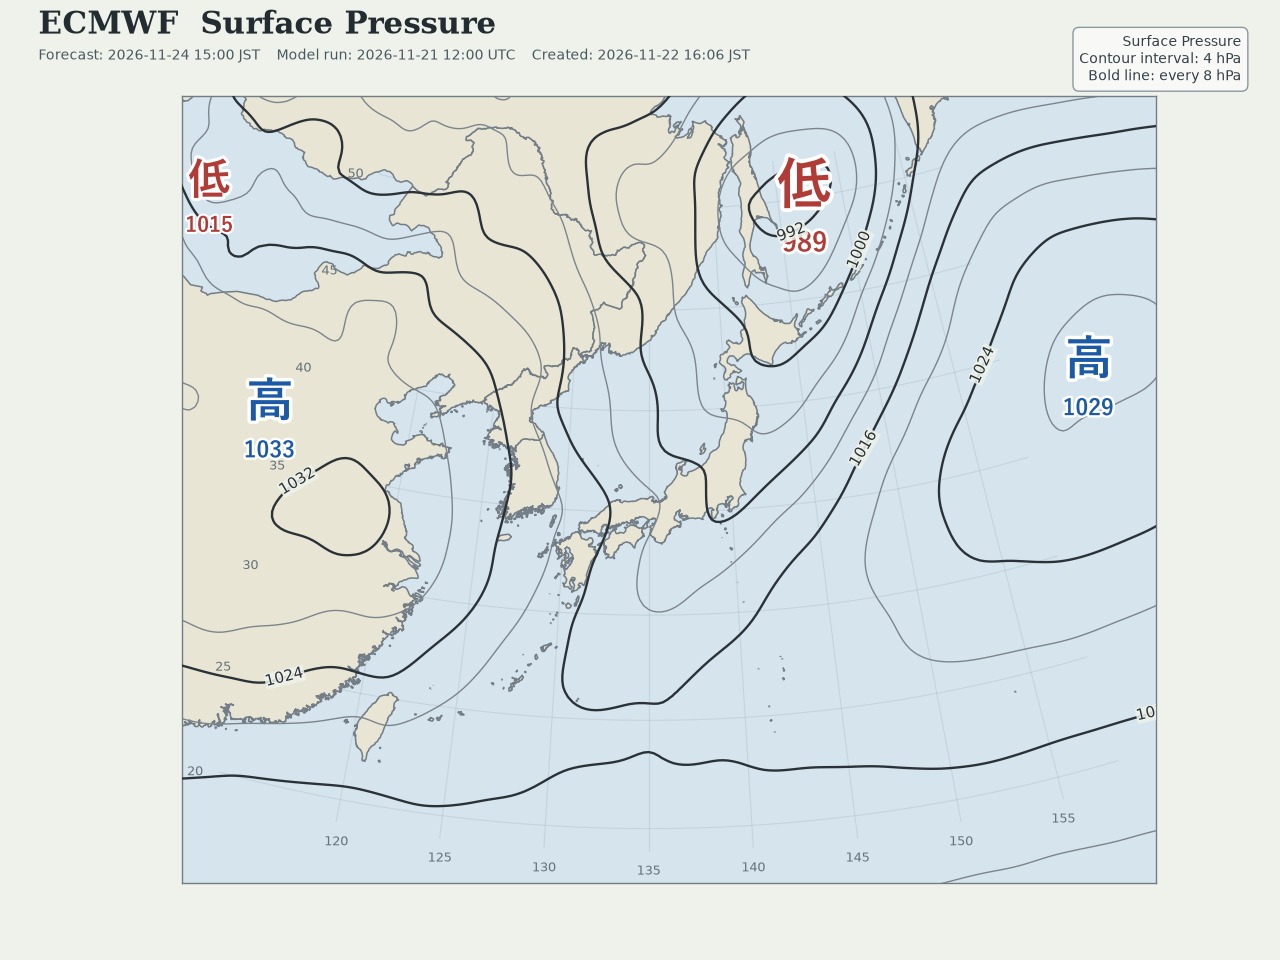 ECMWF  Surface Pressure
Forecast: 2026-11-24 15:00 JST    Model run: 2026-11-21 12:00 UTC    Created: 2026-11-22 16:06 JST
Surface Pressure
Contour interval: 4 hPa
Bold line: every 8 hPa
低
1015
50
低
989
992
1000
45
40
高
1033
35
1032
1024
高
1029
1016
30
25
1024
10
20
120
125
130
135
140
145
150
155